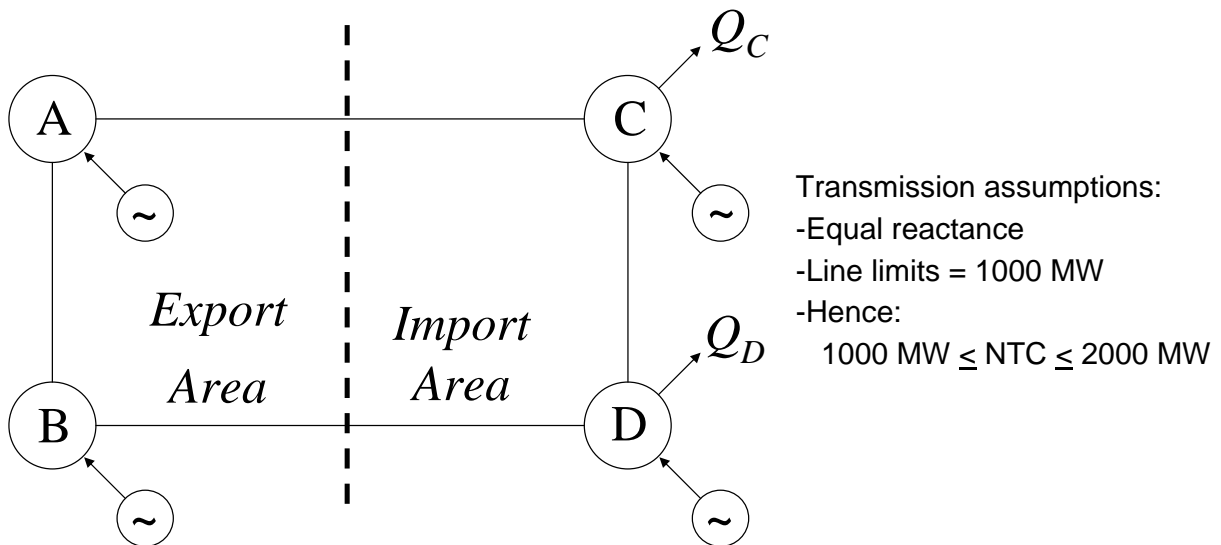 Q_C
A
C
~
~
Transmission assumptions:
-Equal reactance
-Line limits = 1000 MW
-Hence:
1000 MW ≤ NTC ≤ 2000 MW
Export
Area
Import
Area
Q_D
B
D
~
~